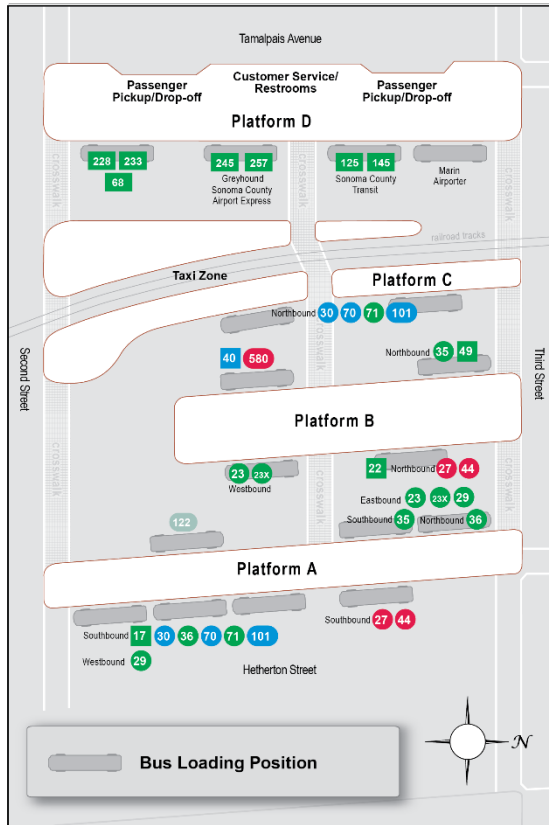 Tamalpais Avenue
Passenger
Pickup/Drop-off
Customer Service/
Restrooms
Passenger
Pickup/Drop-off
Platform D
crosswalk
crosswalk
crosswalk
228 233
68
245 257
Greyhound
Sonoma County
Airport Express
125 145
Sonoma County
Transit
Marin
Airporter
railroad tracks
Taxi Zone
Platform C
Northbound 30 70 71 101
Second Street
Third Street
crosswalk
40 580
Northbound 35 49
Platform B
crosswalk
crosswalk
crosswalk
23 23X
Westbound
22 Northbound 27 44
Eastbound 23 23X 29
Southbound 35 Northbound 36
122
Platform A
Southbound 17 30 36 70 71 101
Westbound 29
Southbound 27 44
Hetherton Street
N
Bus Loading Position